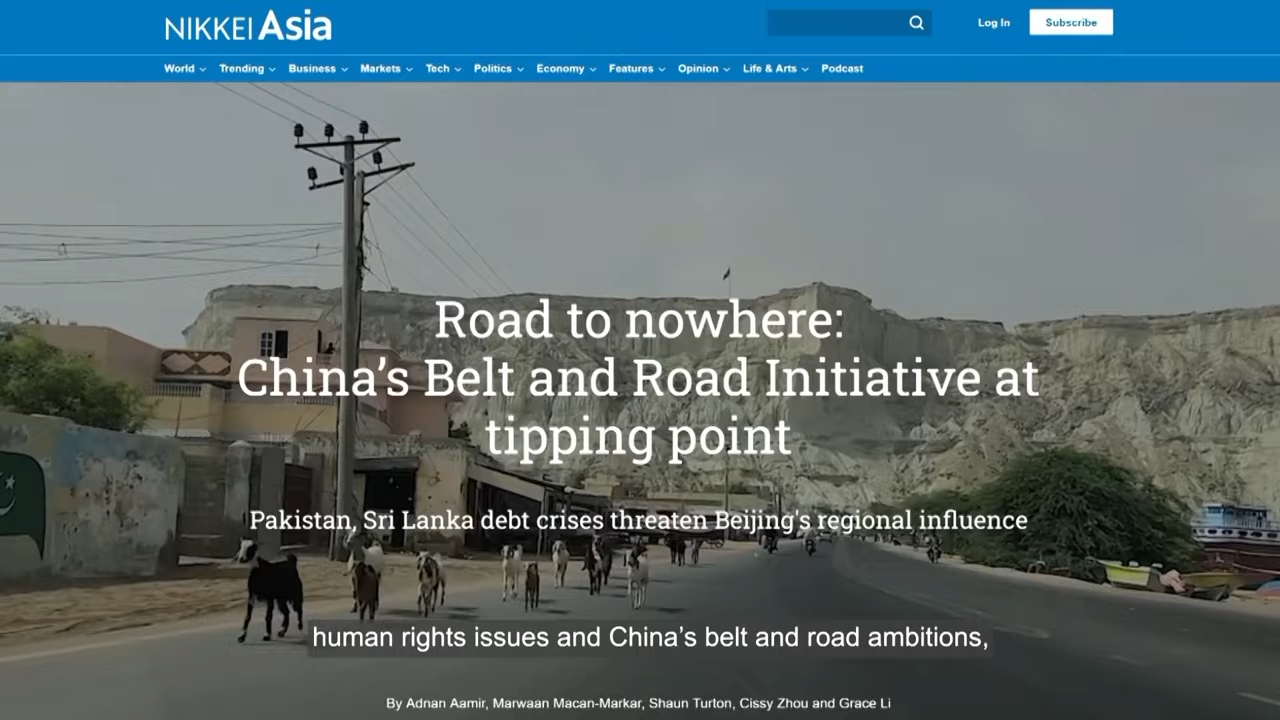 NIKKEI Asia
Log In
Subscribe
World Trending Business Markets Tech Politics Economy Features Opinion Life & Arts Podcast
Road to nowhere:
China's Belt and Road Initiative at
tipping point
Pakistan, Sri Lanka debt crises threaten Beijing's regional influence
human rights issues and China's belt and road ambitions,
By Adnan Aamir, Marwaan Macan-Markar, Shaun Turton, Cissy Zhou and Grace Li